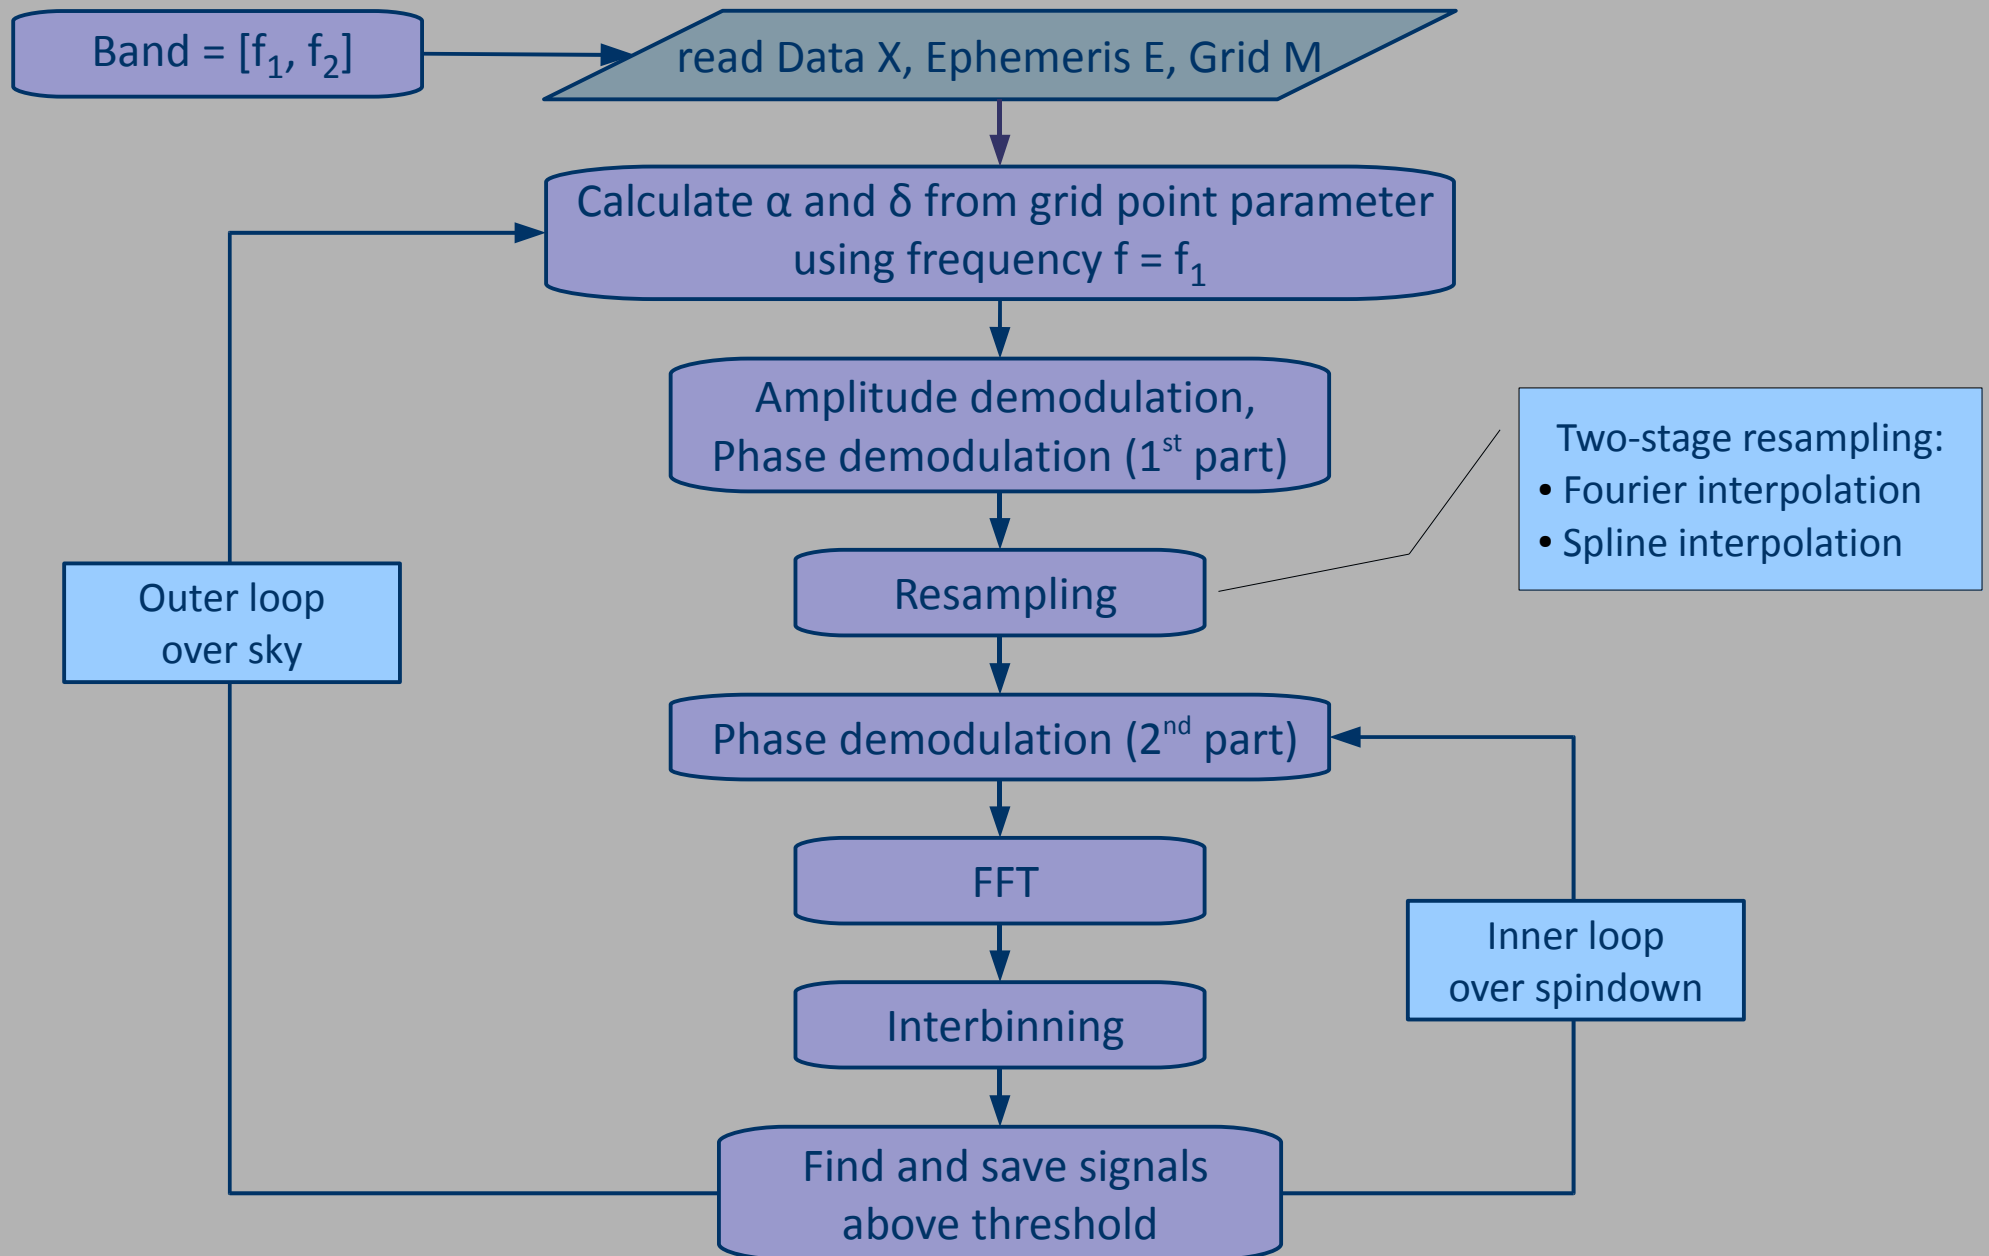 Band = [f₁, f₂]
read Data X, Ephemeris E, Grid M
Calculate α and δ from grid point parameter
using frequency f = f₁
Amplitude demodulation,
Phase demodulation (1ˢᵗ part)
Two-stage resampling:
• Fourier interpolation
• Spline interpolation
Resampling
Outer loop
over sky
Phase demodulation (2ⁿᵈ part)
FFT
Inner loop
over spindown
Interbinning
Find and save signals
above threshold